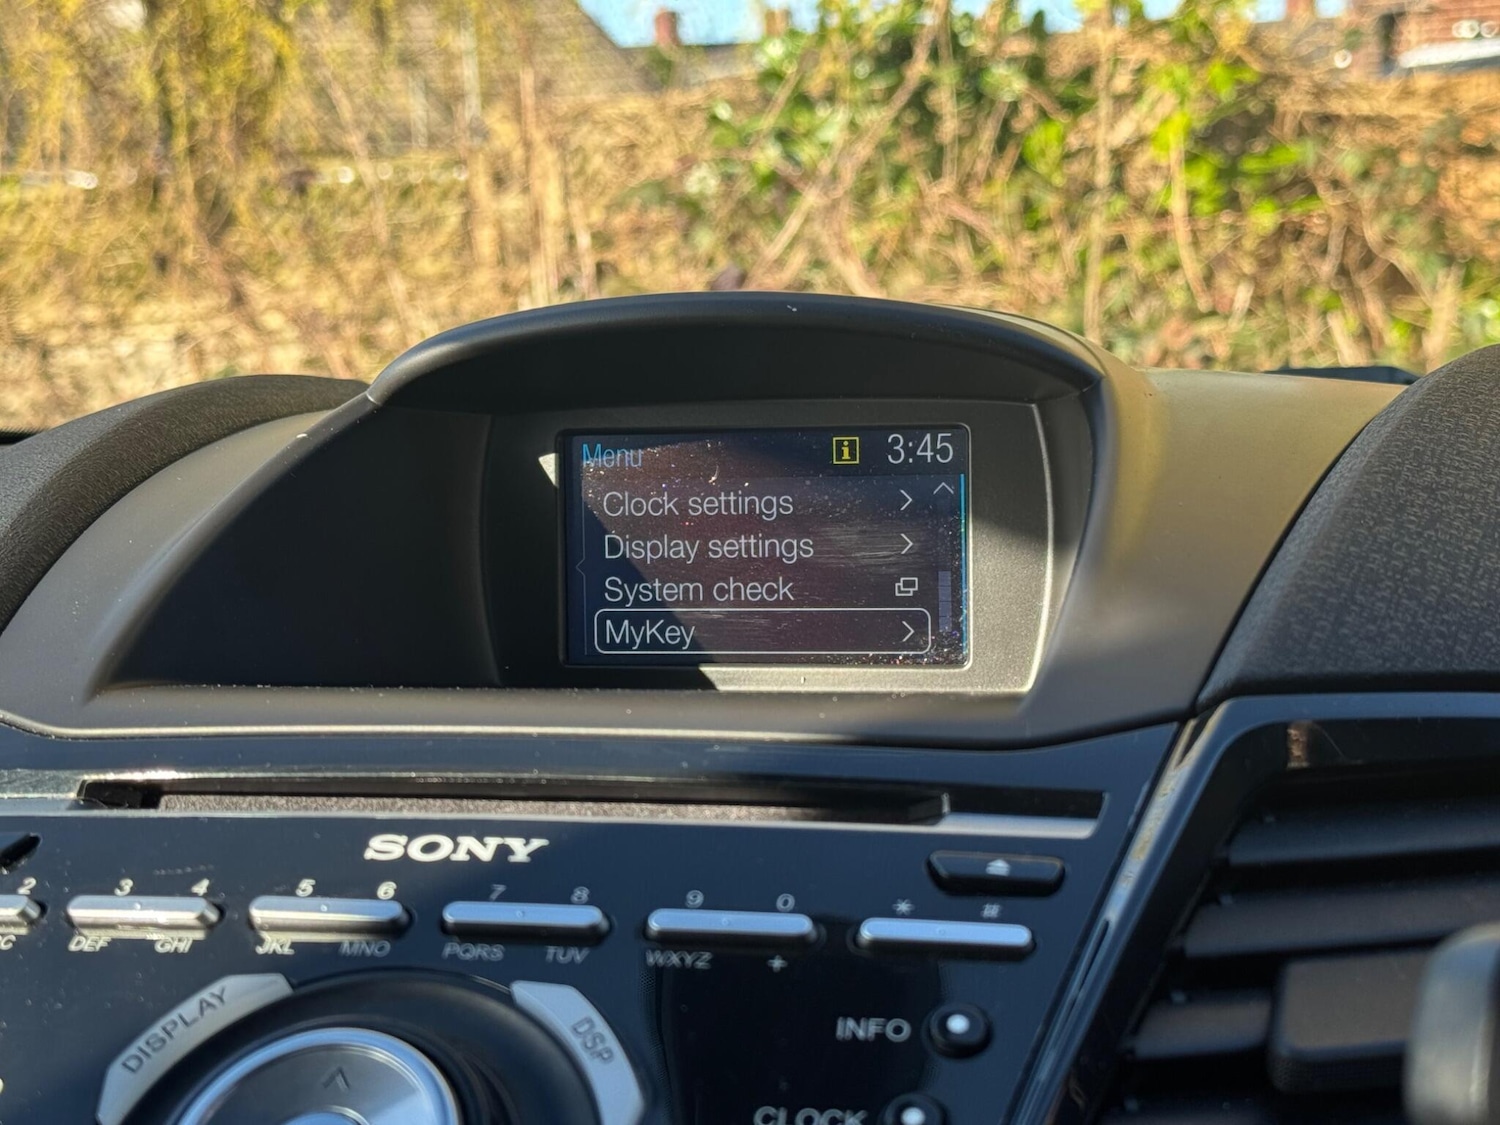 Menu i 3:45
Clock settings
Display settings
System check
MyKey
SONY
2 3 4 5 6 7 8 9 0 * #
DEF GHI JKL MNO PQRS TUV WXYZ +
DISPLAY
DSP
INFO
CLOCK